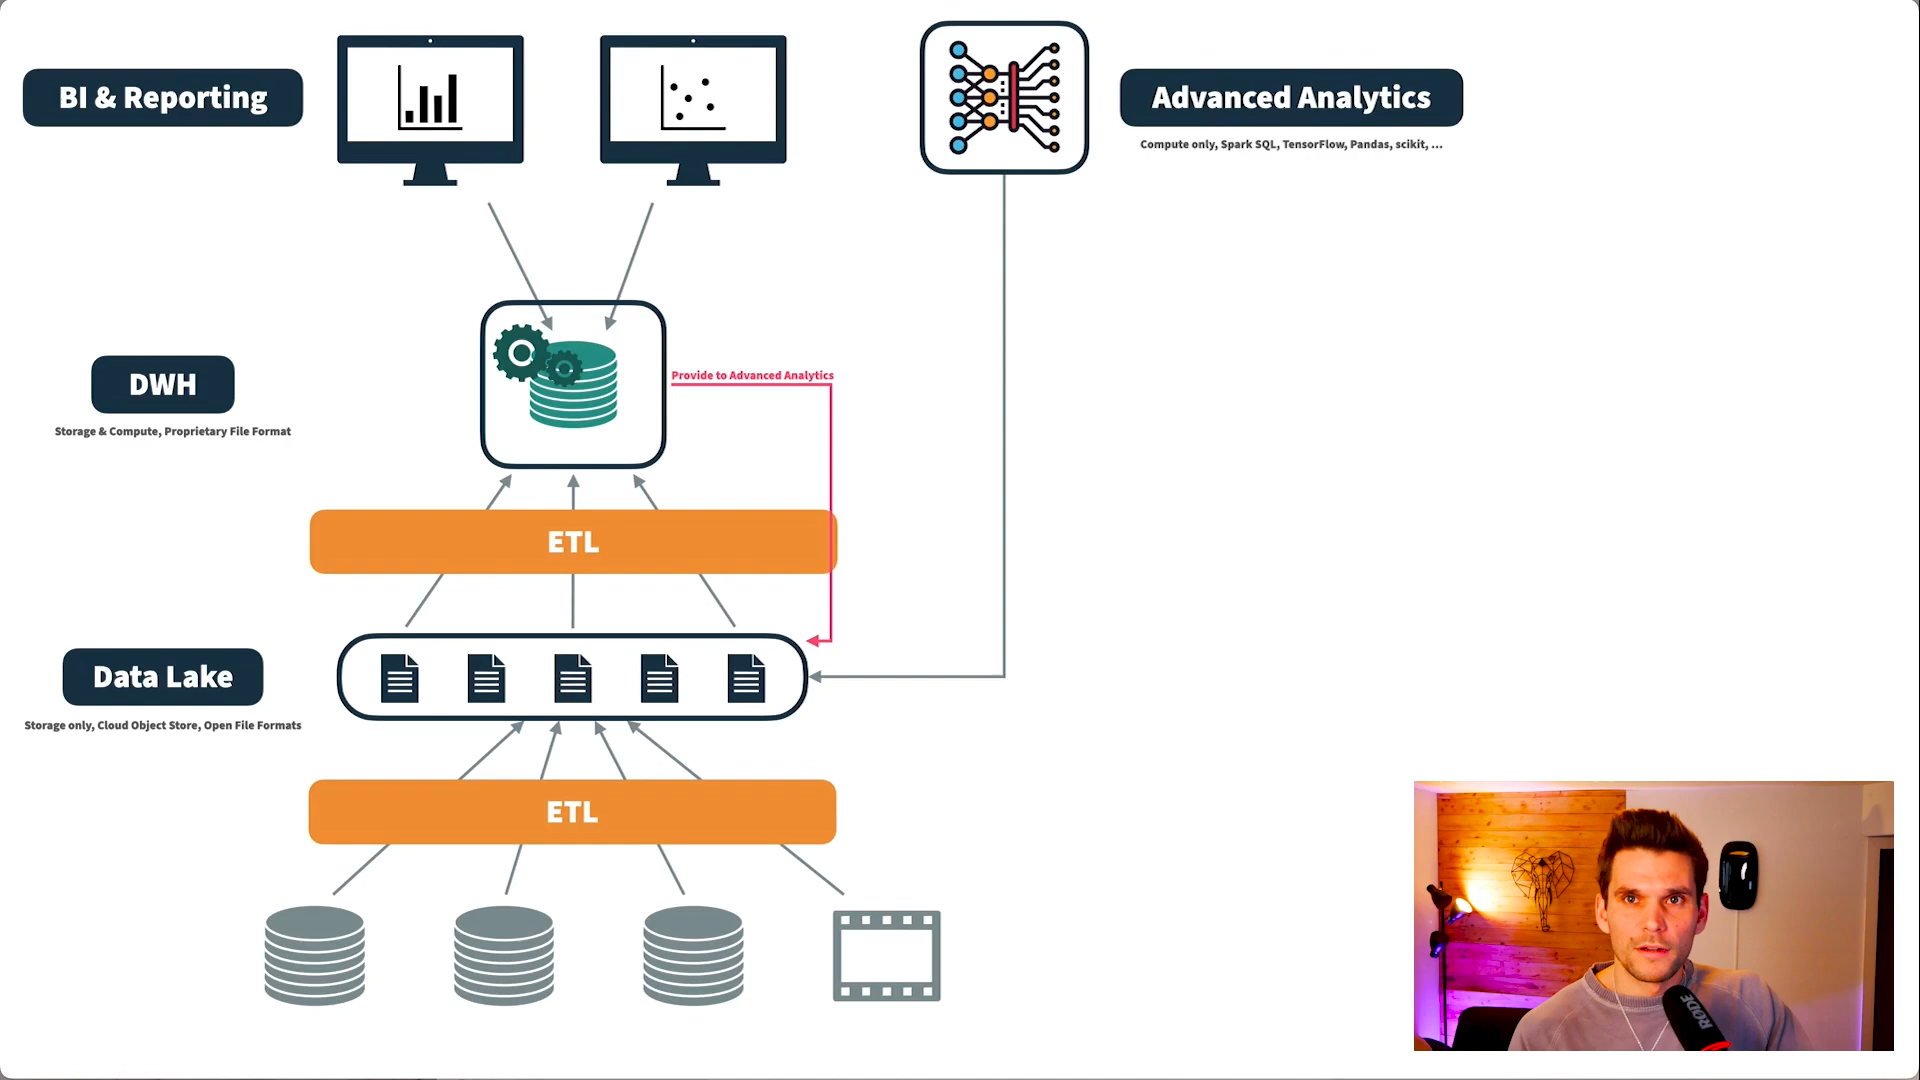 BI & Reporting
Advanced Analytics
Compute only, Spark SQL, TensorFlow, Pandas, scikit, ...
Provide to Advanced Analytics
DWH
Storage & Compute, Proprietary File Format
ETL
Data Lake
Storage only, Cloud Object Store, Open File Formats
ETL
RODE